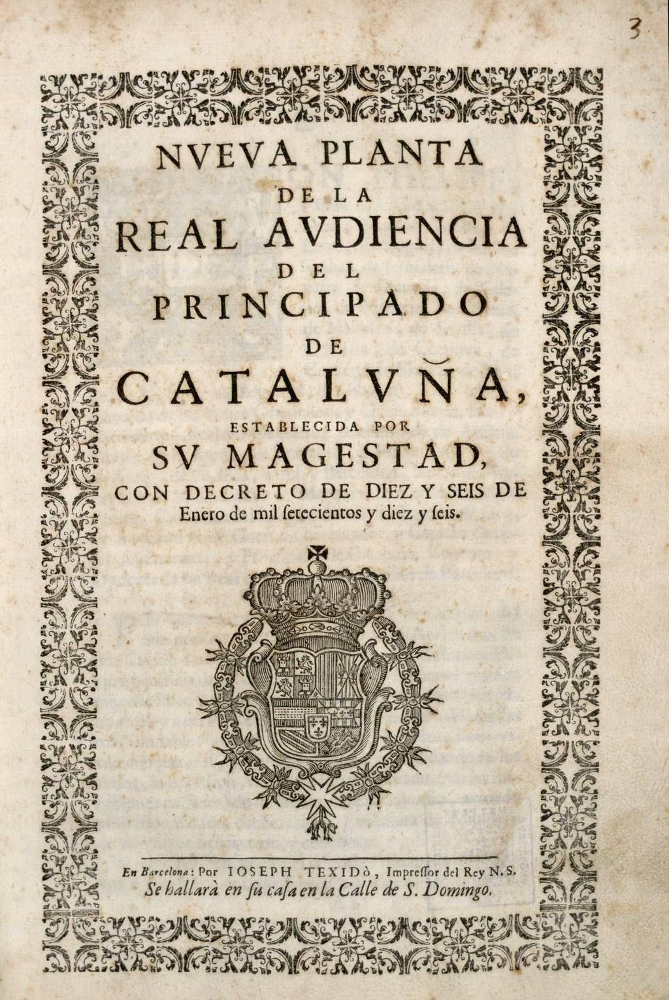 3
NVEVA PLANTA
DE LA
REAL AVDIENCIA
DEL
PRINCIPADO
DE
CATALVÑA,
ESTABLECIDA POR
SV MAGESTAD,
CON DECRETO DE DIEZ Y SEIS DE
Enero de mil ſetecientos y diez y ſeis.
En Barcelona: Por IOSEPH TEXIDÒ, Impreſſor del Rey N. S.
Se hallarà en ſu caſa en la Calle de S. Domingo.